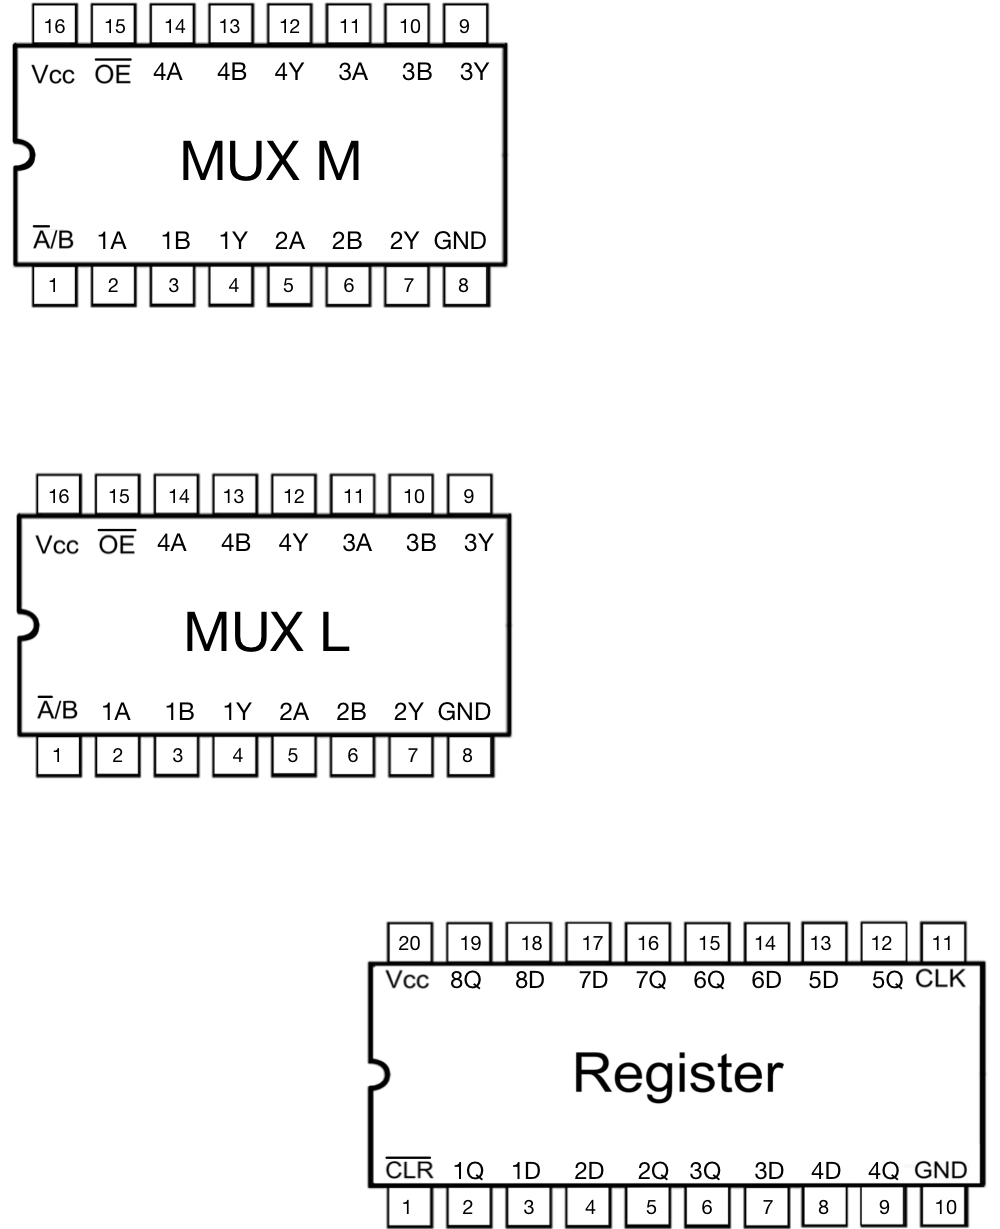 16 15 14 13 12 11 10 9
Vcc O̅E̅ 4A 4B 4Y 3A 3B 3Y
MUX M
A̅/B 1A 1B 1Y 2A 2B 2Y GND
1 2 3 4 5 6 7 8
16 15 14 13 12 11 10 9
Vcc O̅E̅ 4A 4B 4Y 3A 3B 3Y
MUX L
A̅/B 1A 1B 1Y 2A 2B 2Y GND
1 2 3 4 5 6 7 8
20 19 18 17 16 15 14 13 12 11
Vcc 8Q 8D 7D 7Q 6Q 6D 5D 5Q CLK
Register
C̅L̅R̅ 1Q 1D 2D 2Q 3Q 3D 4D 4Q GND
1 2 3 4 5 6 7 8 9 10